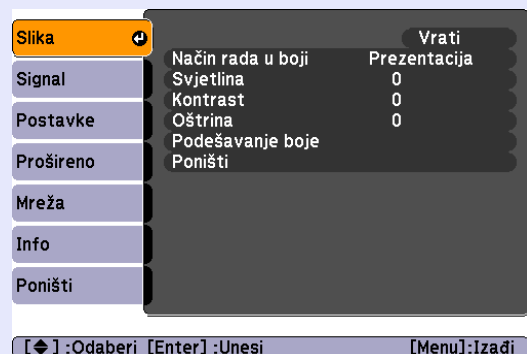 Slika
Signal
Postavke
Prošireno
Mreža
Info
Poništi
Vrati
Način rada u boji Prezentacija
Svjetlina 0
Kontrast 0
Oštrina 0
Podešavanje boje
Poništi
[ ] :Odaberi [Enter] :Unesi [Menu]:Izađi